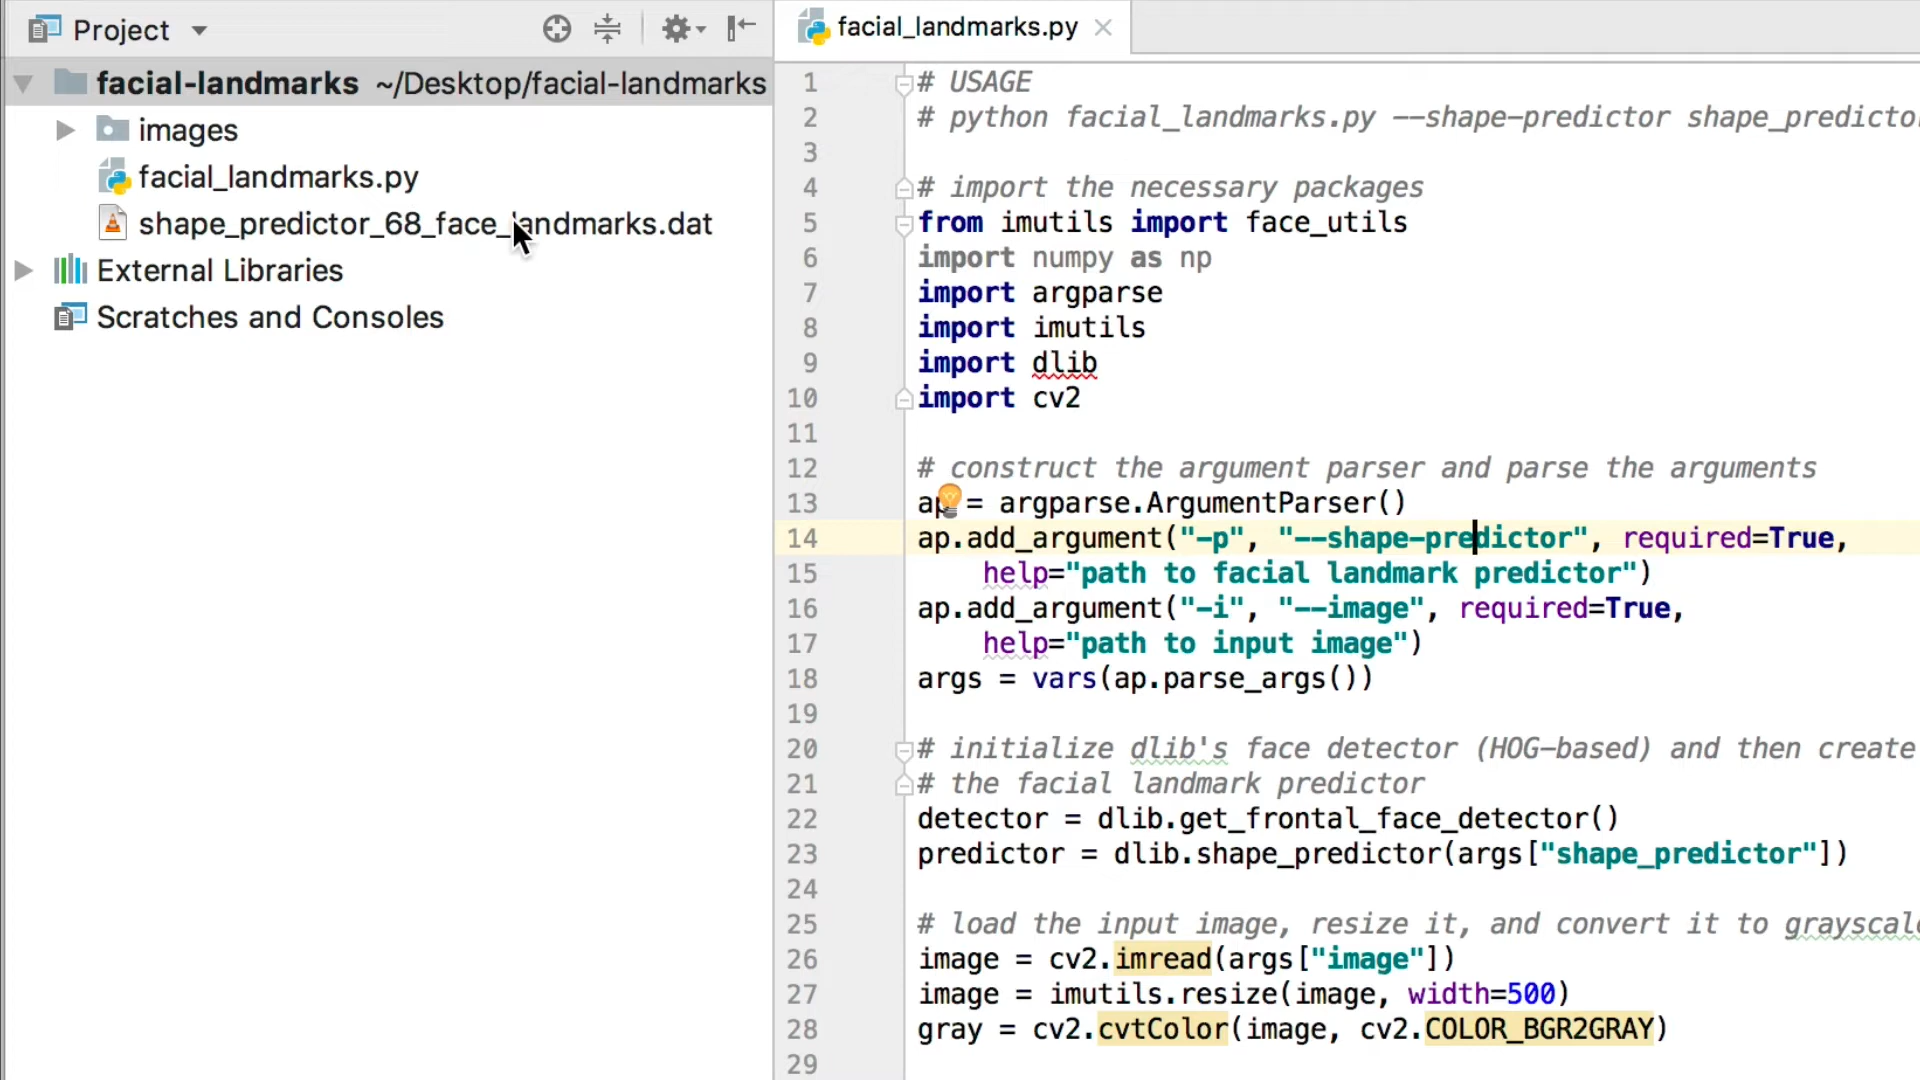 Project
facial-landmarks ~/Desktop/facial-landmarks
images
facial_landmarks.py
shape_predictor_68_face_landmarks.dat
External Libraries
Scratches and Consoles
facial_landmarks.py
1 # USAGE
2 # python facial_landmarks.py --shape-predictor shape_predictor
3
4 # import the necessary packages
5 from imutils import face_utils
6 import numpy as np
7 import argparse
8 import imutils
9 import dlib
10 import cv2
11
12 # construct the argument parser and parse the arguments
13 ap = argparse.ArgumentParser()
14 ap.add_argument("-p", "--shape-predictor", required=True,
15 help="path to facial landmark predictor")
16 ap.add_argument("-i", "--image", required=True,
17 help="path to input image")
18 args = vars(ap.parse_args())
19
20 # initialize dlib's face detector (HOG-based) and then create
21 # the facial landmark predictor
22 detector = dlib.get_frontal_face_detector()
23 predictor = dlib.shape_predictor(args["shape_predictor"])
24
25 # load the input image, resize it, and convert it to grayscale
26 image = cv2.imread(args["image"])
27 image = imutils.resize(image, width=500)
28 gray = cv2.cvtColor(image, cv2.COLOR_BGR2GRAY)
29